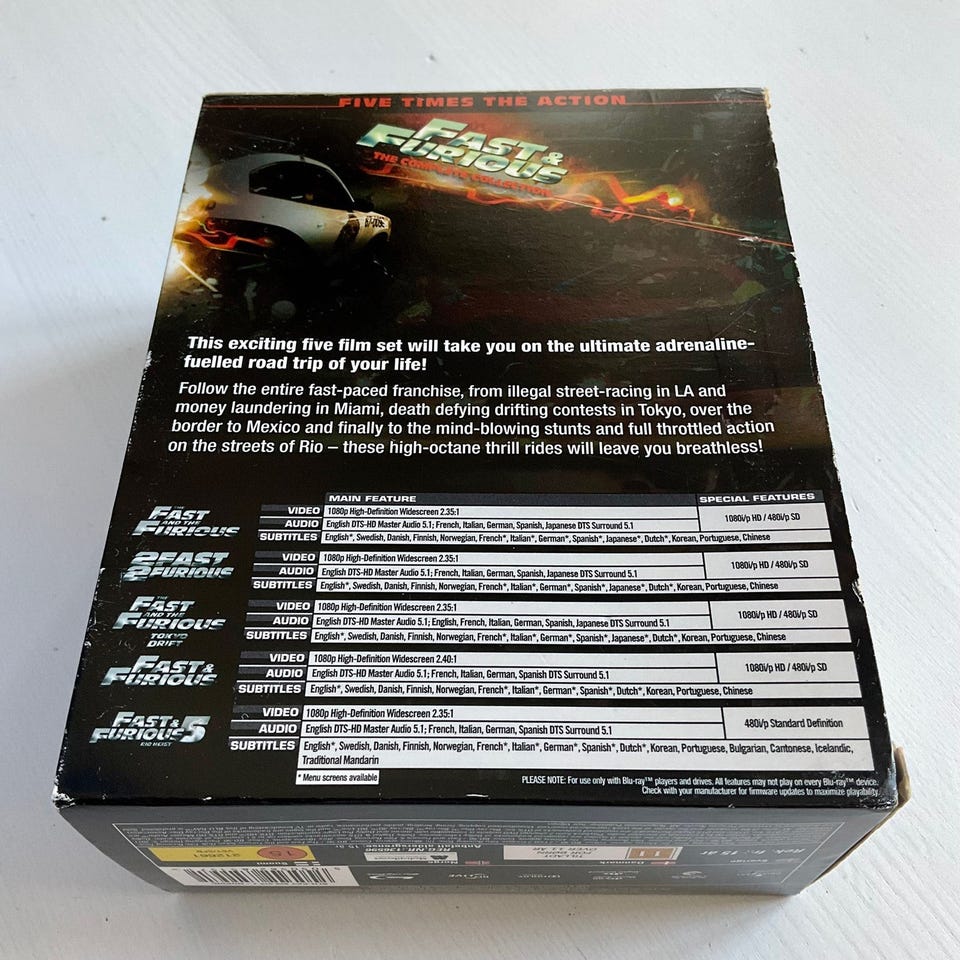 FIVE TIMES THE ACTION
FAST &
FURIOUS
THE COMPLETE COLLECTION
This exciting five film set will take you on the ultimate adrenaline-
fuelled road trip of your life!
Follow the entire fast-paced franchise, from illegal street-racing in LA and
money laundering in Miami, death defying drifting contests in Tokyo, over the
border to Mexico and finally to the mind-blowing stunts and full throttled action
on the streets of Rio – these high-octane thrill rides will leave you breathless!
MAIN FEATURE SPECIAL FEATURES
THE
FAST
AND THE
FURIOUS
VIDEO 1080p High-Definition Widescreen 2.35:1 1080i/p HD / 480i/p SD
AUDIO English DTS-HD Master Audio 5.1; French, Italian, German, Spanish, Japanese DTS Surround 5.1
SUBTITLES English*, Swedish, Danish, Finnish, Norwegian, French*, Italian*, German*, Spanish*, Japanese*, Dutch*, Korean, Portuguese, Chinese
2FAST
2FURIOUS
VIDEO 1080p High-Definition Widescreen 2.35:1 1080i/p HD / 480i/p SD
AUDIO English DTS-HD Master Audio 5.1; French, Italian, German, Spanish, Japanese DTS Surround 5.1
SUBTITLES English*, Swedish, Danish, Finnish, Norwegian, French*, Italian*, German*, Spanish*, Japanese*, Dutch*, Korean, Portuguese, Chinese
THE
FAST
AND THE
FURIOUS
TOKYO
DRIFT
VIDEO 1080p High-Definition Widescreen 2.35:1 1080i/p HD / 480i/p SD
AUDIO English DTS-HD Master Audio 5.1; English, French, Italian, German, Spanish, Japanese DTS Surround 5.1
SUBTITLES English*, Swedish, Danish, Finnish, Norwegian, French*, Italian*, German*, Spanish*, Japanese*, Dutch*, Korean, Portuguese, Chinese
FAST &
FURIOUS
VIDEO 1080p High-Definition Widescreen 2.40:1 1080i/p HD / 480i/p SD
AUDIO English DTS-HD Master Audio 5.1; French, Italian, German, Spanish DTS Surround 5.1
SUBTITLES English*, Swedish, Danish, Finnish, Norwegian, French*, Italian*, German*, Spanish*, Dutch*, Korean, Portuguese, Chinese
FAST &
FURIOUS 5
RIO HEIST
VIDEO 1080p High-Definition Widescreen 2.35:1 480i/p Standard Definition
AUDIO English DTS-HD Master Audio 5.1; French, Italian, German, Spanish DTS Surround 5.1
SUBTITLES English*, Swedish, Danish, Finnish, Norwegian, French*, Italian*, German*, Spanish*, Dutch*, Korean, Portuguese, Bulgarian, Cantonese, Icelandic,
Traditional Mandarin
* Menu screens available
PLEASE NOTE: For use only with Blu-ray™ players and drives. All features may not play on every Blu-ray™ device.
Check with your manufacturer for firmware updates to maximize playability.
Sverige
Rek. fr. 15 år
Danmark
TILLADT
FOR BØRN
OVER 11 ÅR
Norge
Suomi
15